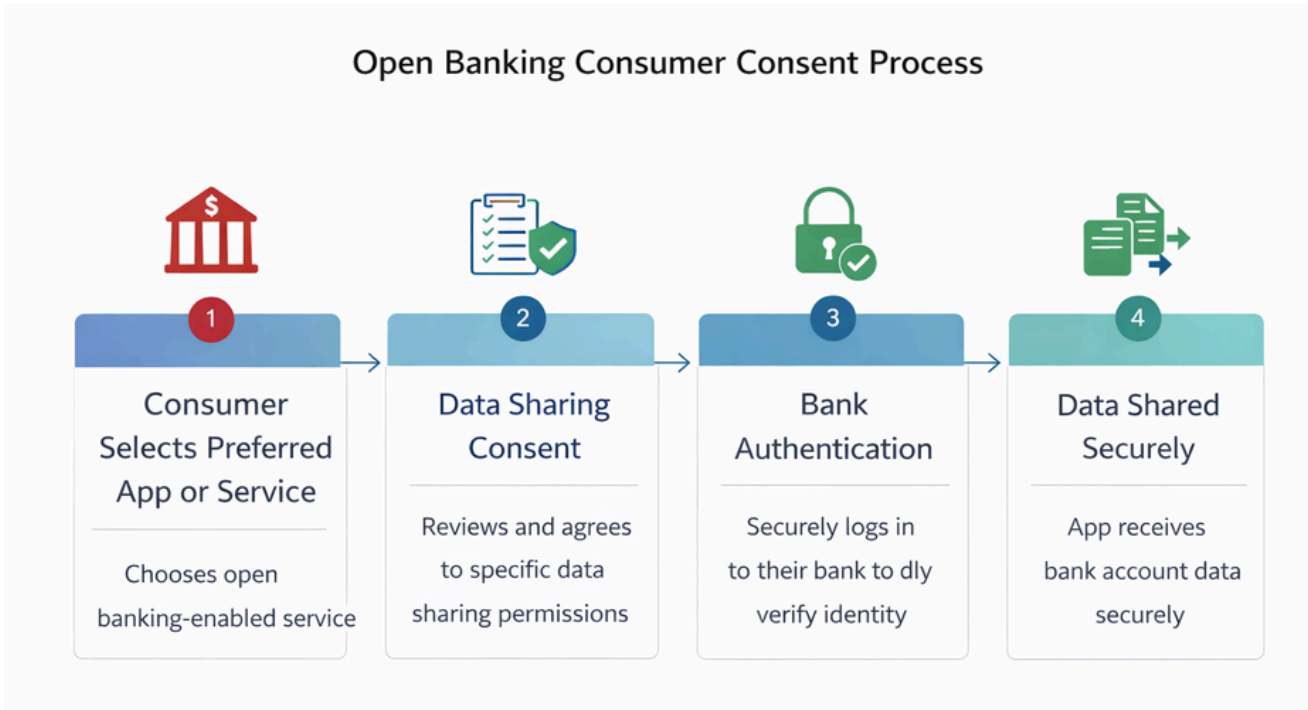 Open Banking Consumer Consent Process
$
1
Consumer
Selects Preferred
App or Service
Chooses open
banking-enabled service
2
Data Sharing
Consent
Reviews and agrees
to specific data
sharing permissions
3
Bank
Authentication
Securely logs in
to their bank to dly
verify identity
4
Data Shared
Securely
App receives
bank account data
securely